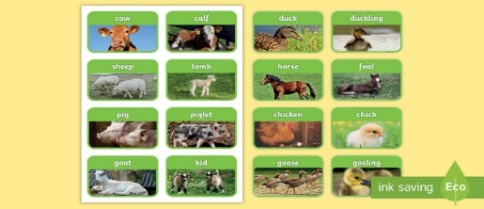 cow calf duck duckling
sheep lamb horse foal
pig piglet chicken chick
goat kid goose gosling
ink saving Eco